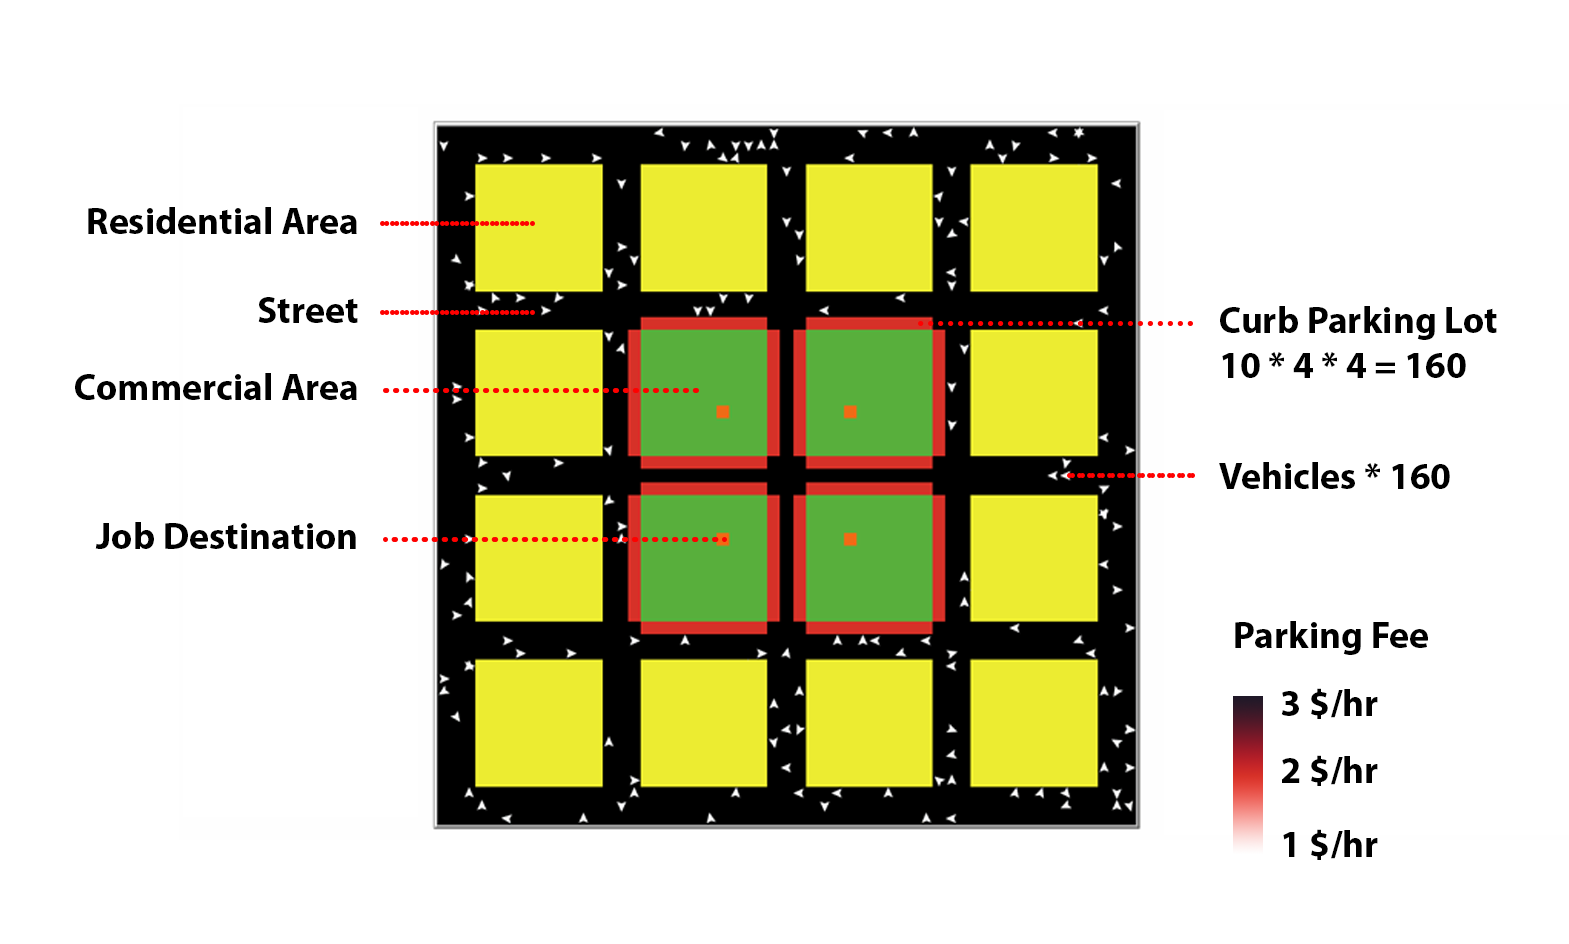 Residential Area
Street
Commercial Area
Job Destination
Curb Parking Lot
10 * 4 * 4 = 160
Vehicles * 160
Parking Fee
3 $/hr
2 $/hr
1 $/hr